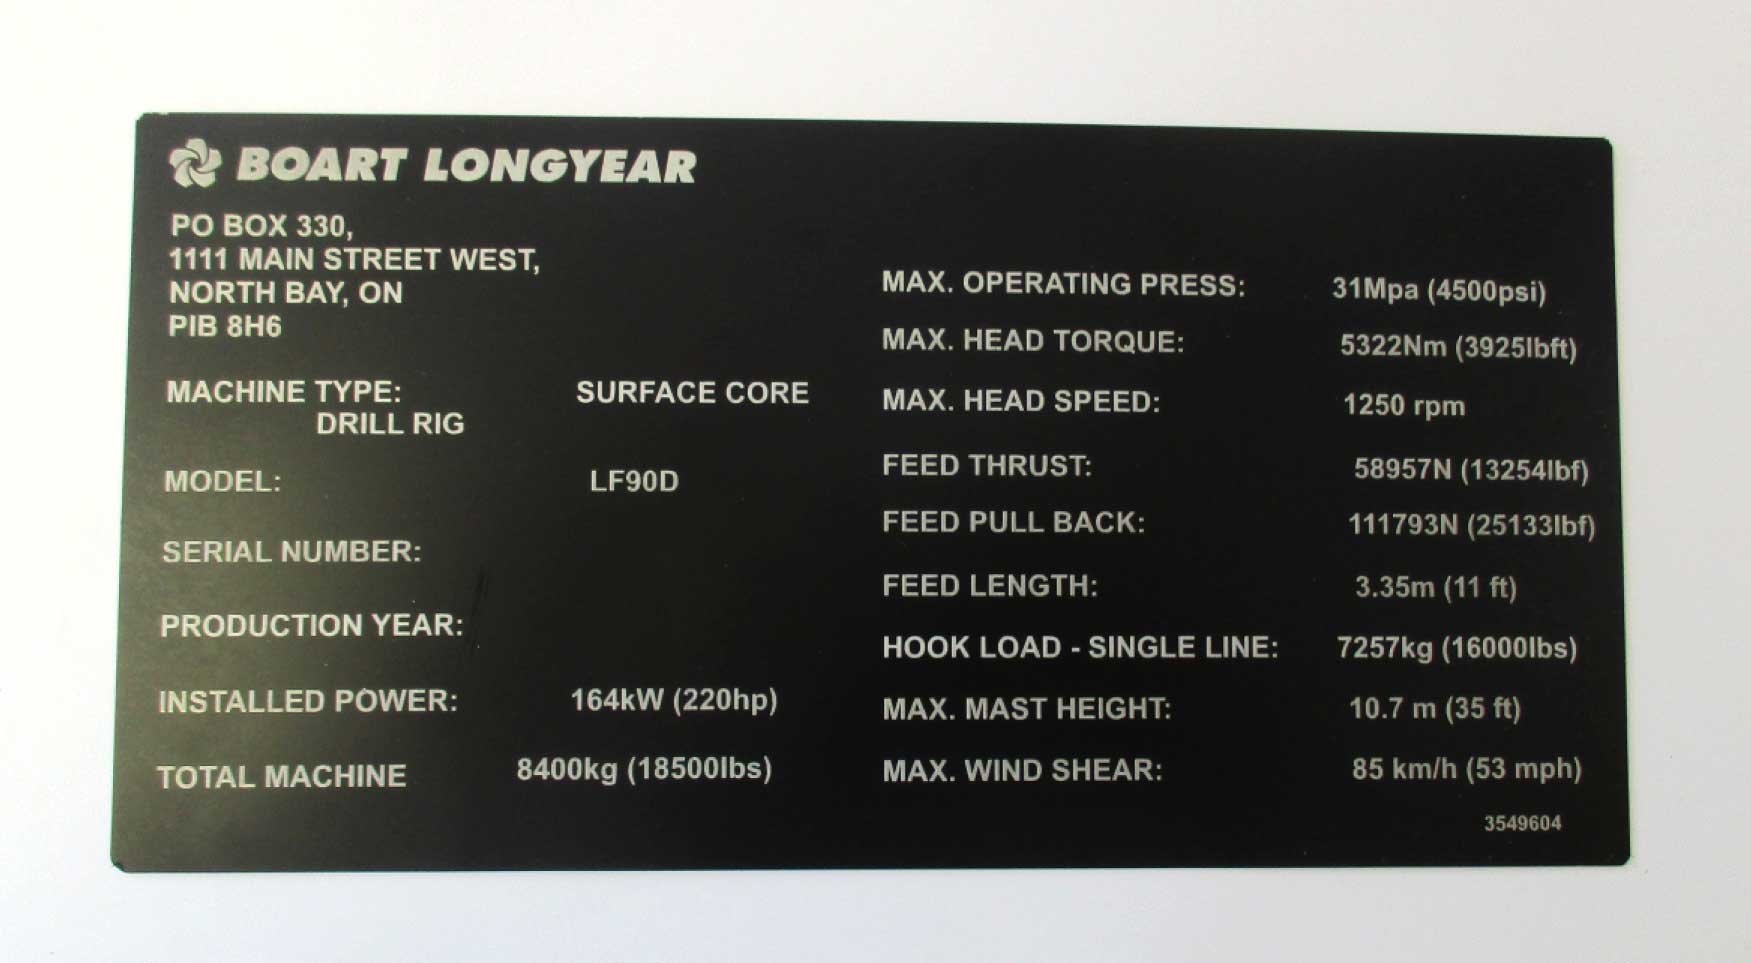 BOART LONGYEAR
PO BOX 330,
1111 MAIN STREET WEST,
NORTH BAY, ON
PIB 8H6
MACHINE TYPE: SURFACE CORE
DRILL RIG
MODEL: LF90D
SERIAL NUMBER:
PRODUCTION YEAR:
INSTALLED POWER: 164kW (220hp)
TOTAL MACHINE 8400kg (18500lbs)
MAX. OPERATING PRESS: 31Mpa (4500psi)
MAX. HEAD TORQUE: 5322Nm (3925lbft)
MAX. HEAD SPEED: 1250 rpm
FEED THRUST: 58957N (13254lbf)
FEED PULL BACK: 111793N (25133lbf)
FEED LENGTH: 3.35m (11 ft)
HOOK LOAD - SINGLE LINE: 7257kg (16000lbs)
MAX. MAST HEIGHT: 10.7 m (35 ft)
MAX. WIND SHEAR: 85 km/h (53 mph)
3549604